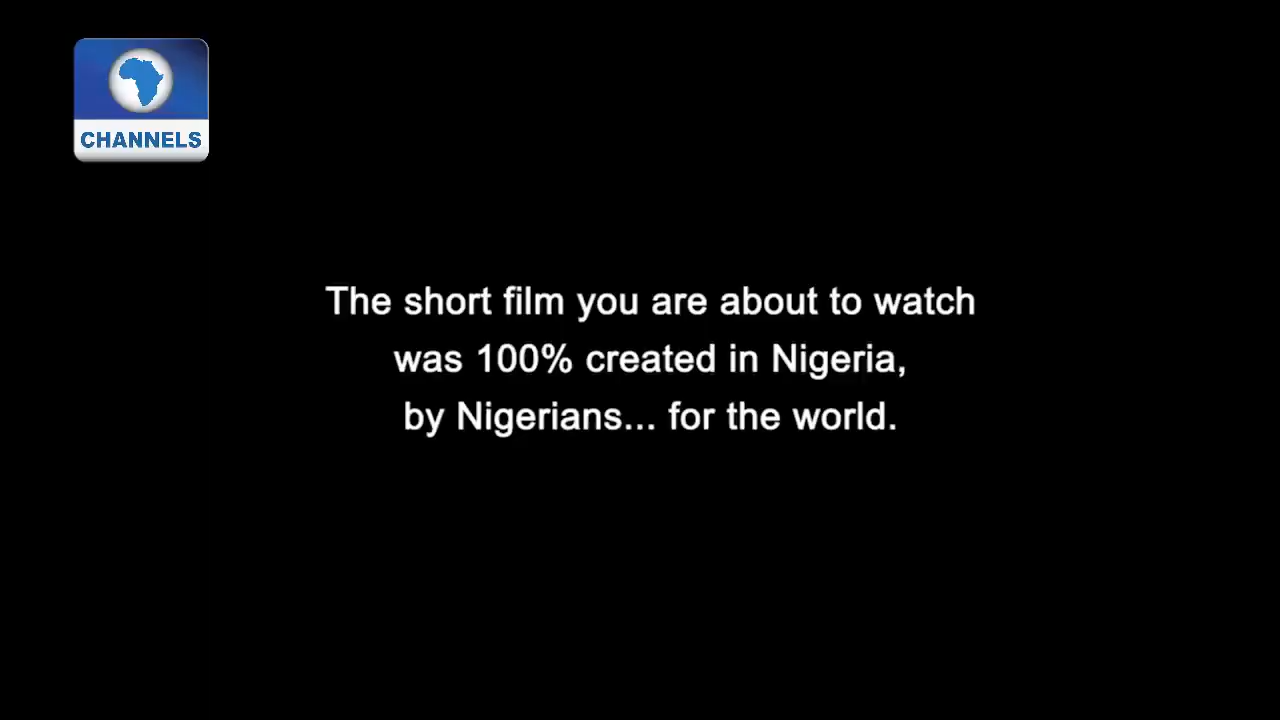 CHANNELS
The short film you are about to watch
was 100% created in Nigeria,
by Nigerians... for the world.